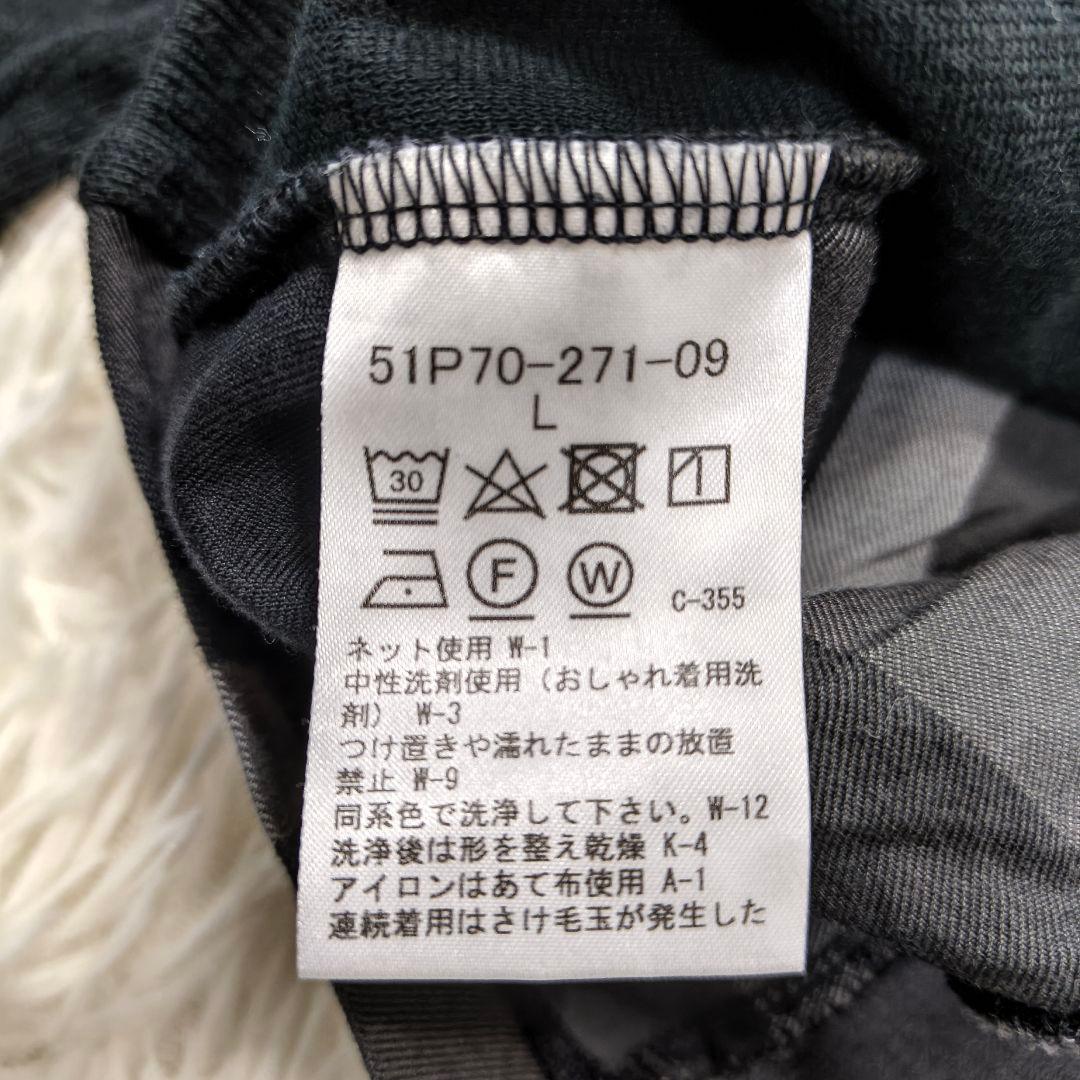 51P70-271-09
L
30
F W C-355
ネット使用 W-1
中性洗剤使用（おしゃれ着用洗
剤） W-3
つけ置きや濡れたままの放置
禁止 W-9
同系色で洗浄して下さい。W-12
洗浄後は形を整え乾燥 K-4
アイロンはあて布使用 A-1
連続着用はさけ毛玉が発生した